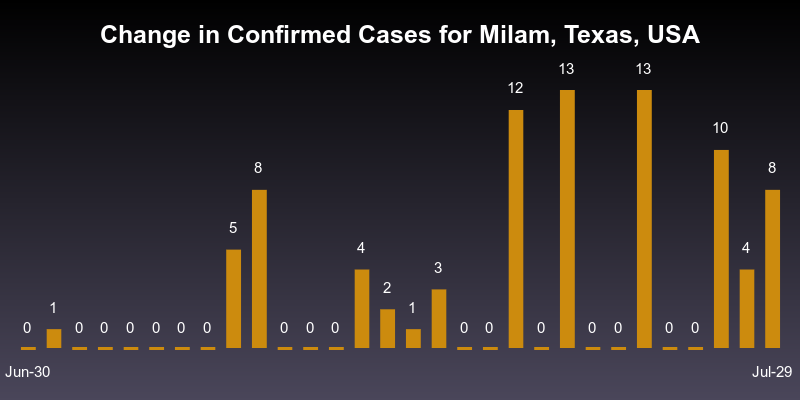 Change in Confirmed Cases for Milam, Texas, USA
0 1 0 0 0 0 0 0 5 8 0 0 0 4 2 1 3 0 0 12 0 13 0 0 13 0 0 10 4 8
Jun-30 Jul-29